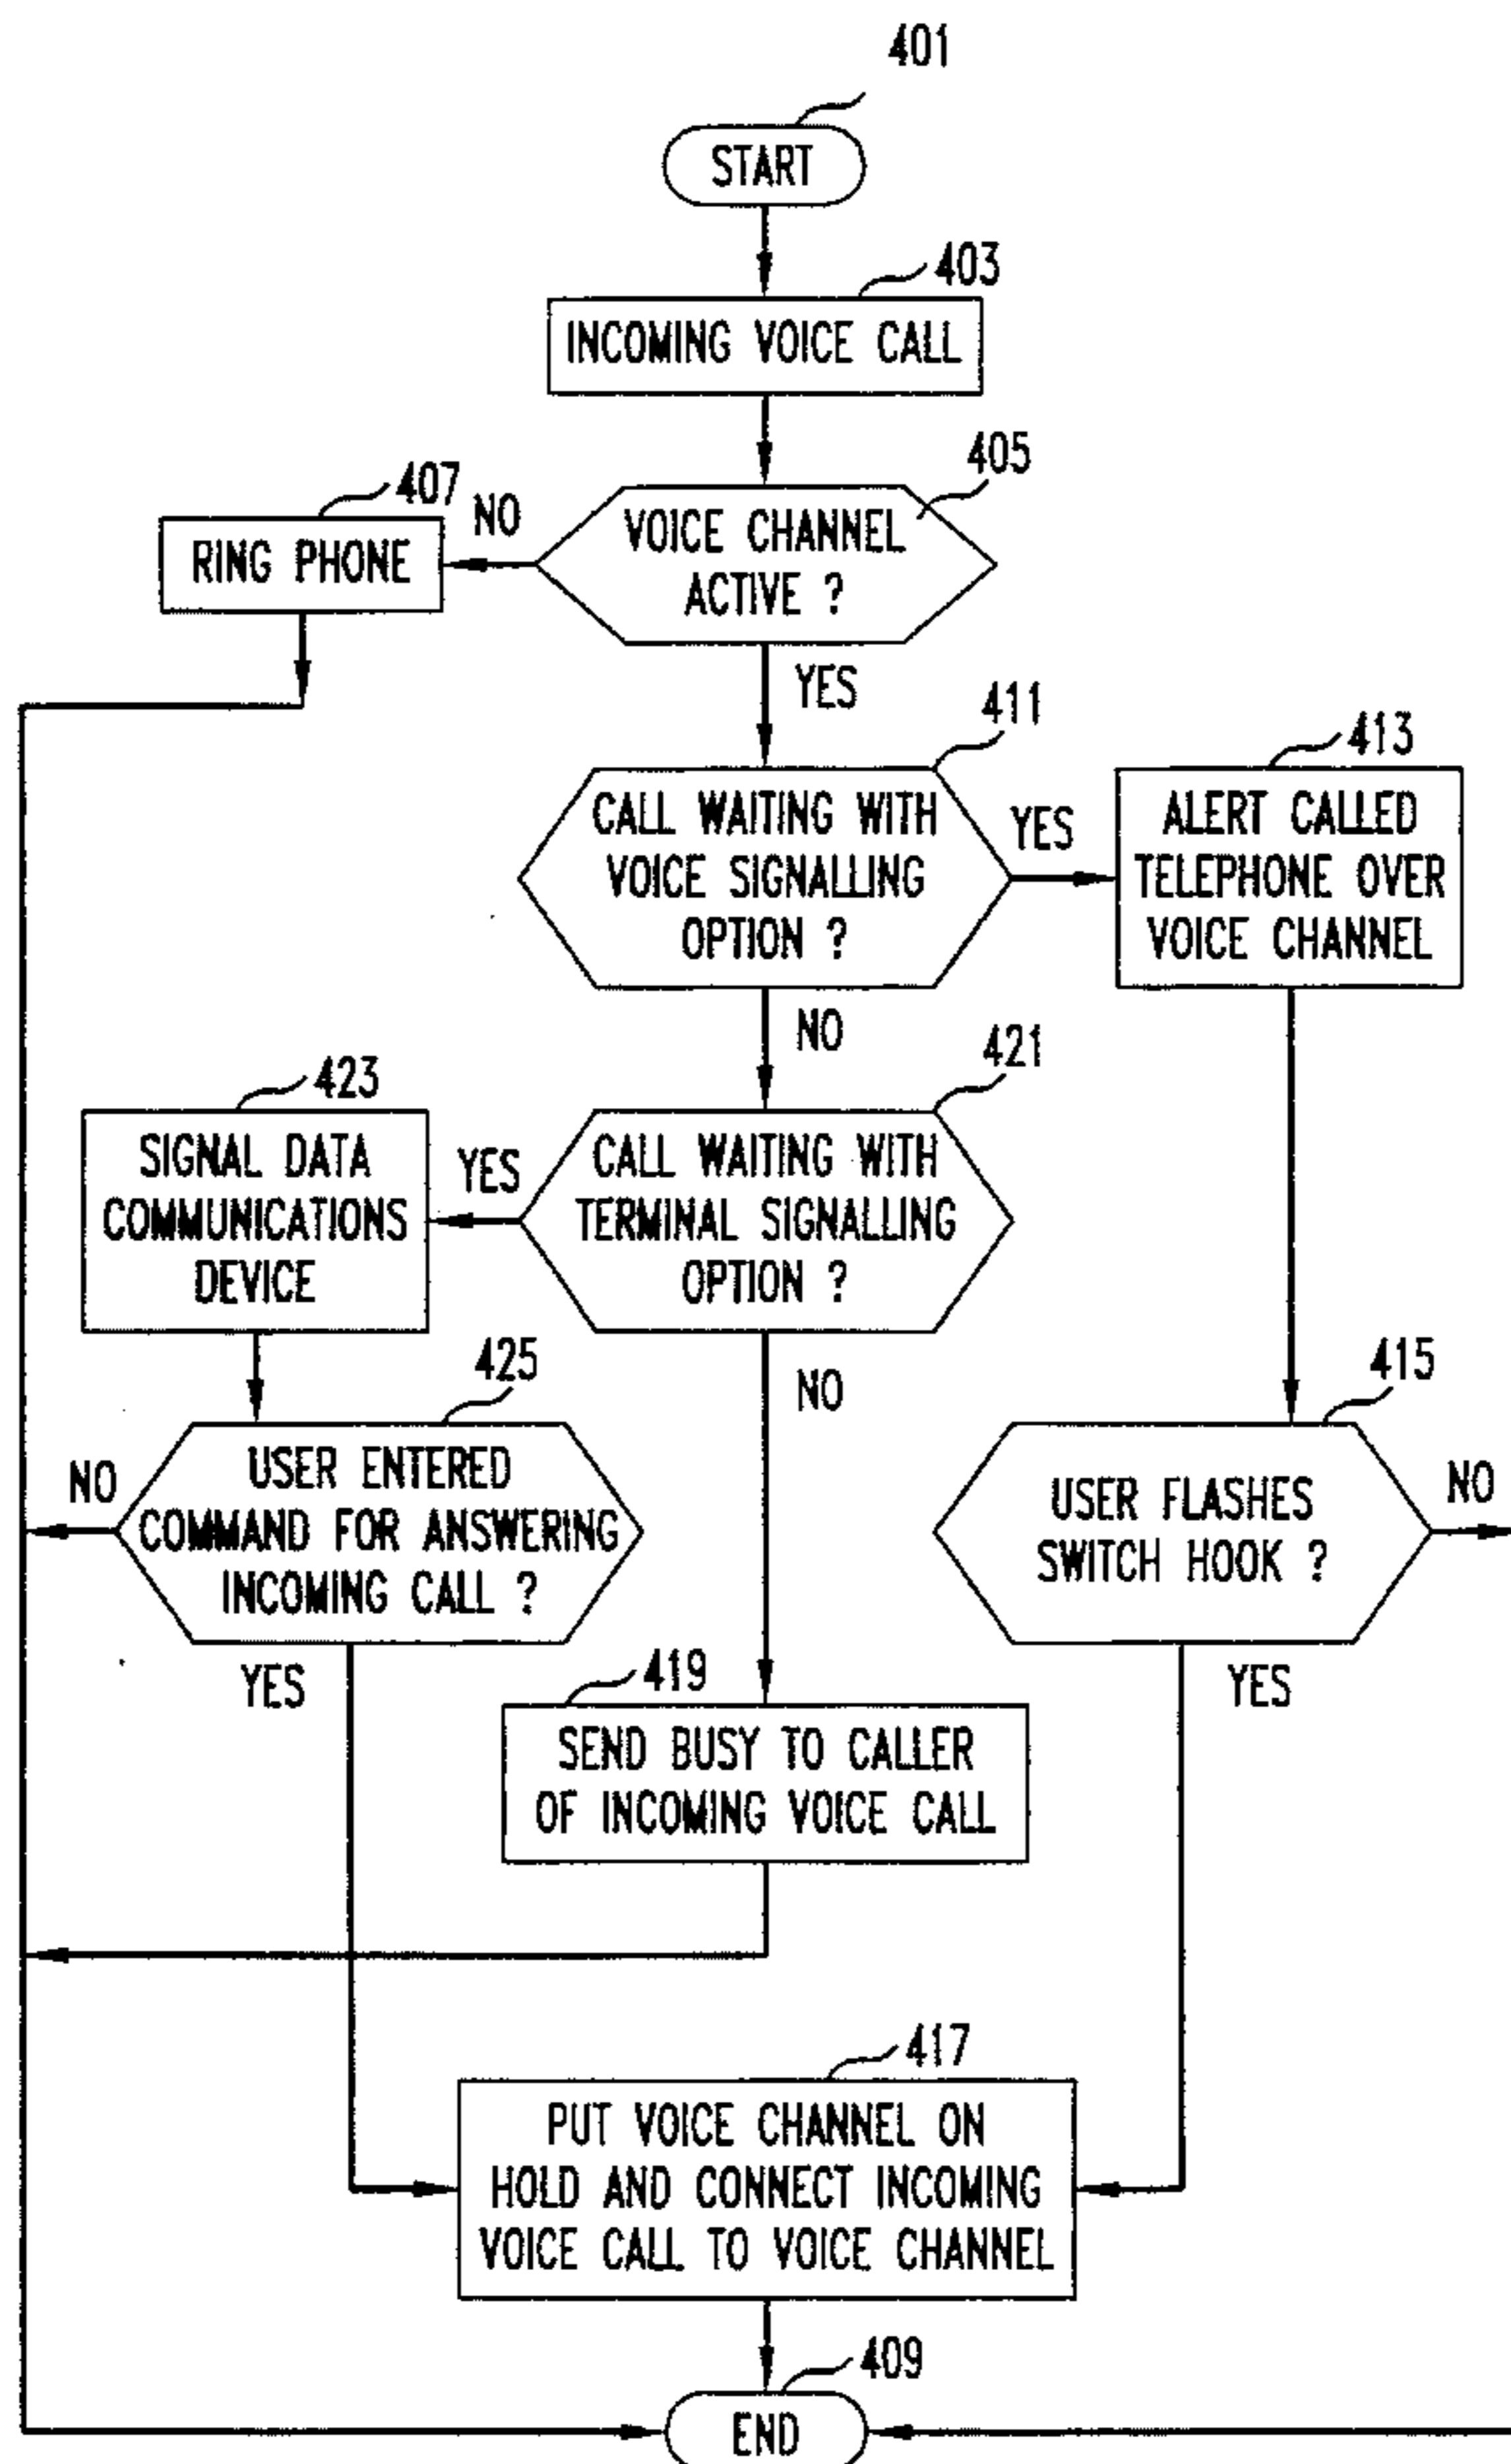 401
START
403
INCOMING VOICE CALL
405
VOICE CHANNEL
ACTIVE ?
NO
407
RING PHONE
YES
411
CALL WAITING WITH
VOICE SIGNALLING
OPTION ?
YES
413
ALERT CALLED
TELEPHONE OVER
VOICE CHANNEL
NO
421
CALL WAITING WITH
TERMINAL SIGNALLING
OPTION ?
YES
423
SIGNAL DATA
COMMUNICATIONS
DEVICE
NO
425
USER ENTERED
COMMAND FOR ANSWERING
INCOMING CALL ?
NO
YES
415
USER FLASHES
SWITCH HOOK ?
NO
YES
419
SEND BUSY TO CALLER
OF INCOMING VOICE CALL
417
PUT VOICE CHANNEL ON
HOLD AND CONNECT INCOMING
VOICE CALL TO VOICE CHANNEL
409
END